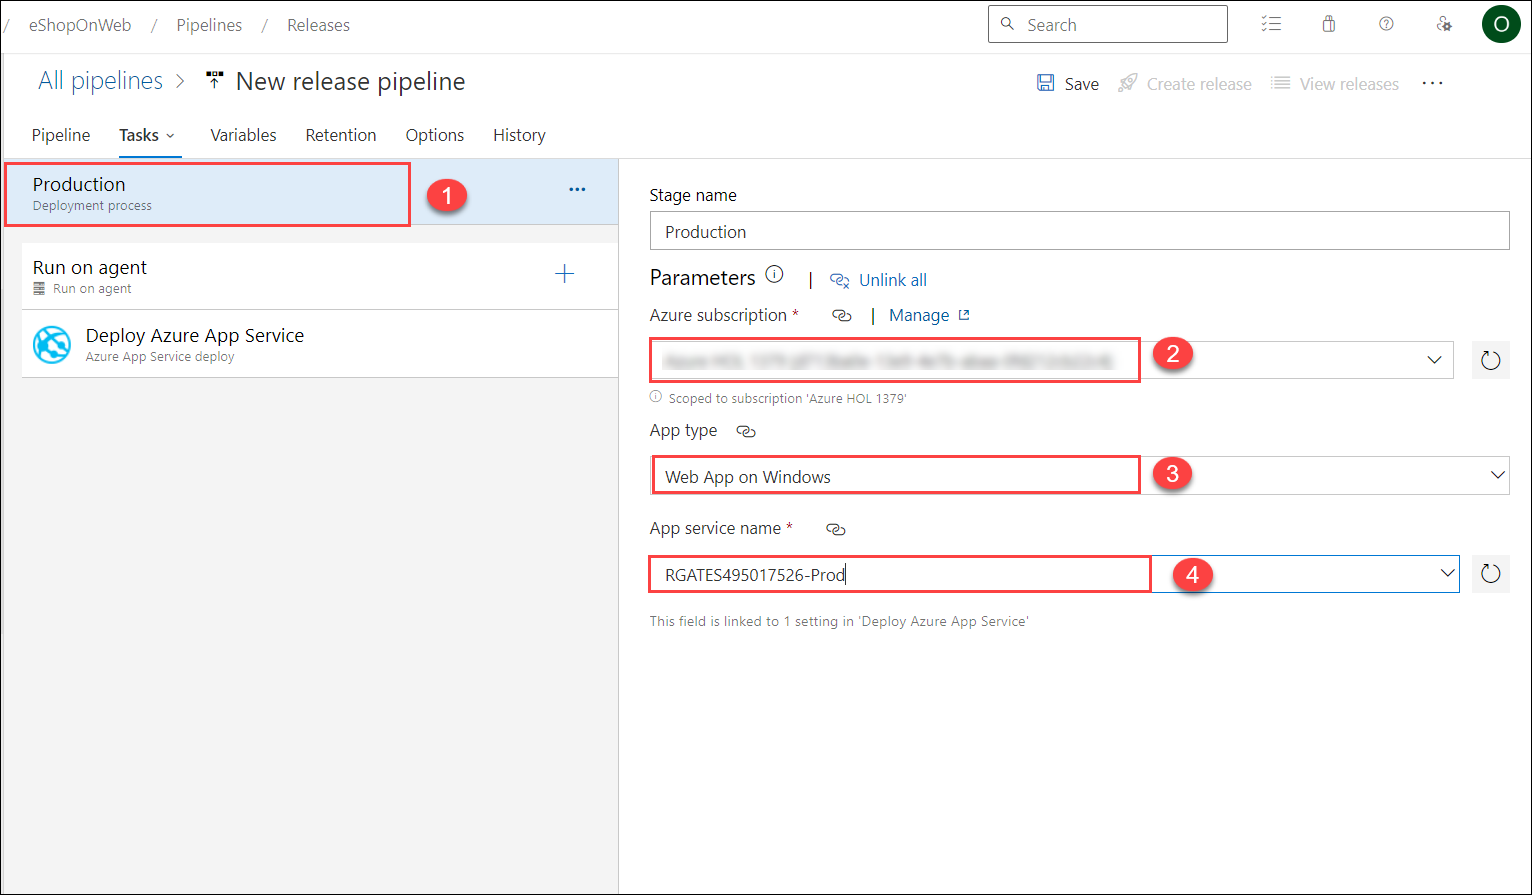 / eShopOnWeb / Pipelines / Releases
Search
O
All pipelines > New release pipeline
Save Create release View releases ...
Pipeline Tasks Variables Retention Options History
Production
Deployment process
1
...
Run on agent
Run on agent
Deploy Azure App Service
Azure App Service deploy
Stage name
Production
Parameters | Unlink all
Azure subscription * | Manage
2
Scoped to subscription 'Azure HOL 1379'
App type
Web App on Windows
3
App service name *
RGATES495017526-Prod
4
This field is linked to 1 setting in 'Deploy Azure App Service'